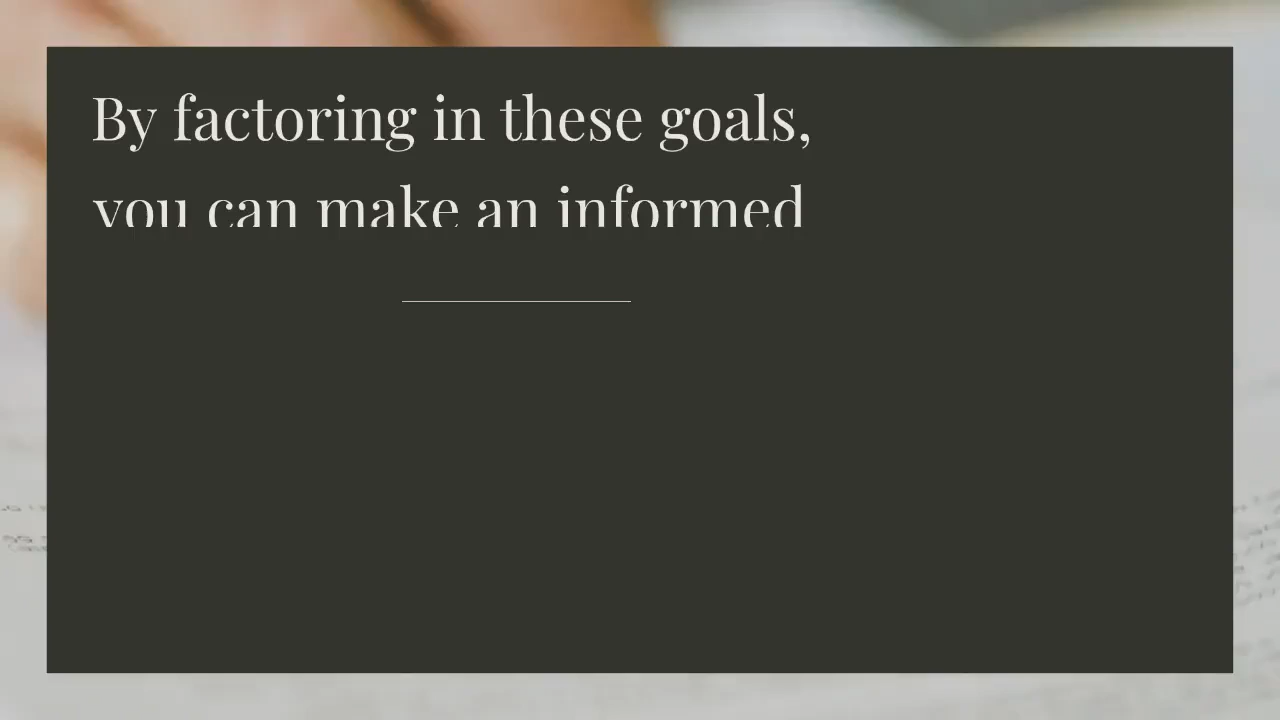 By factoring in these goals,
you can make an informed